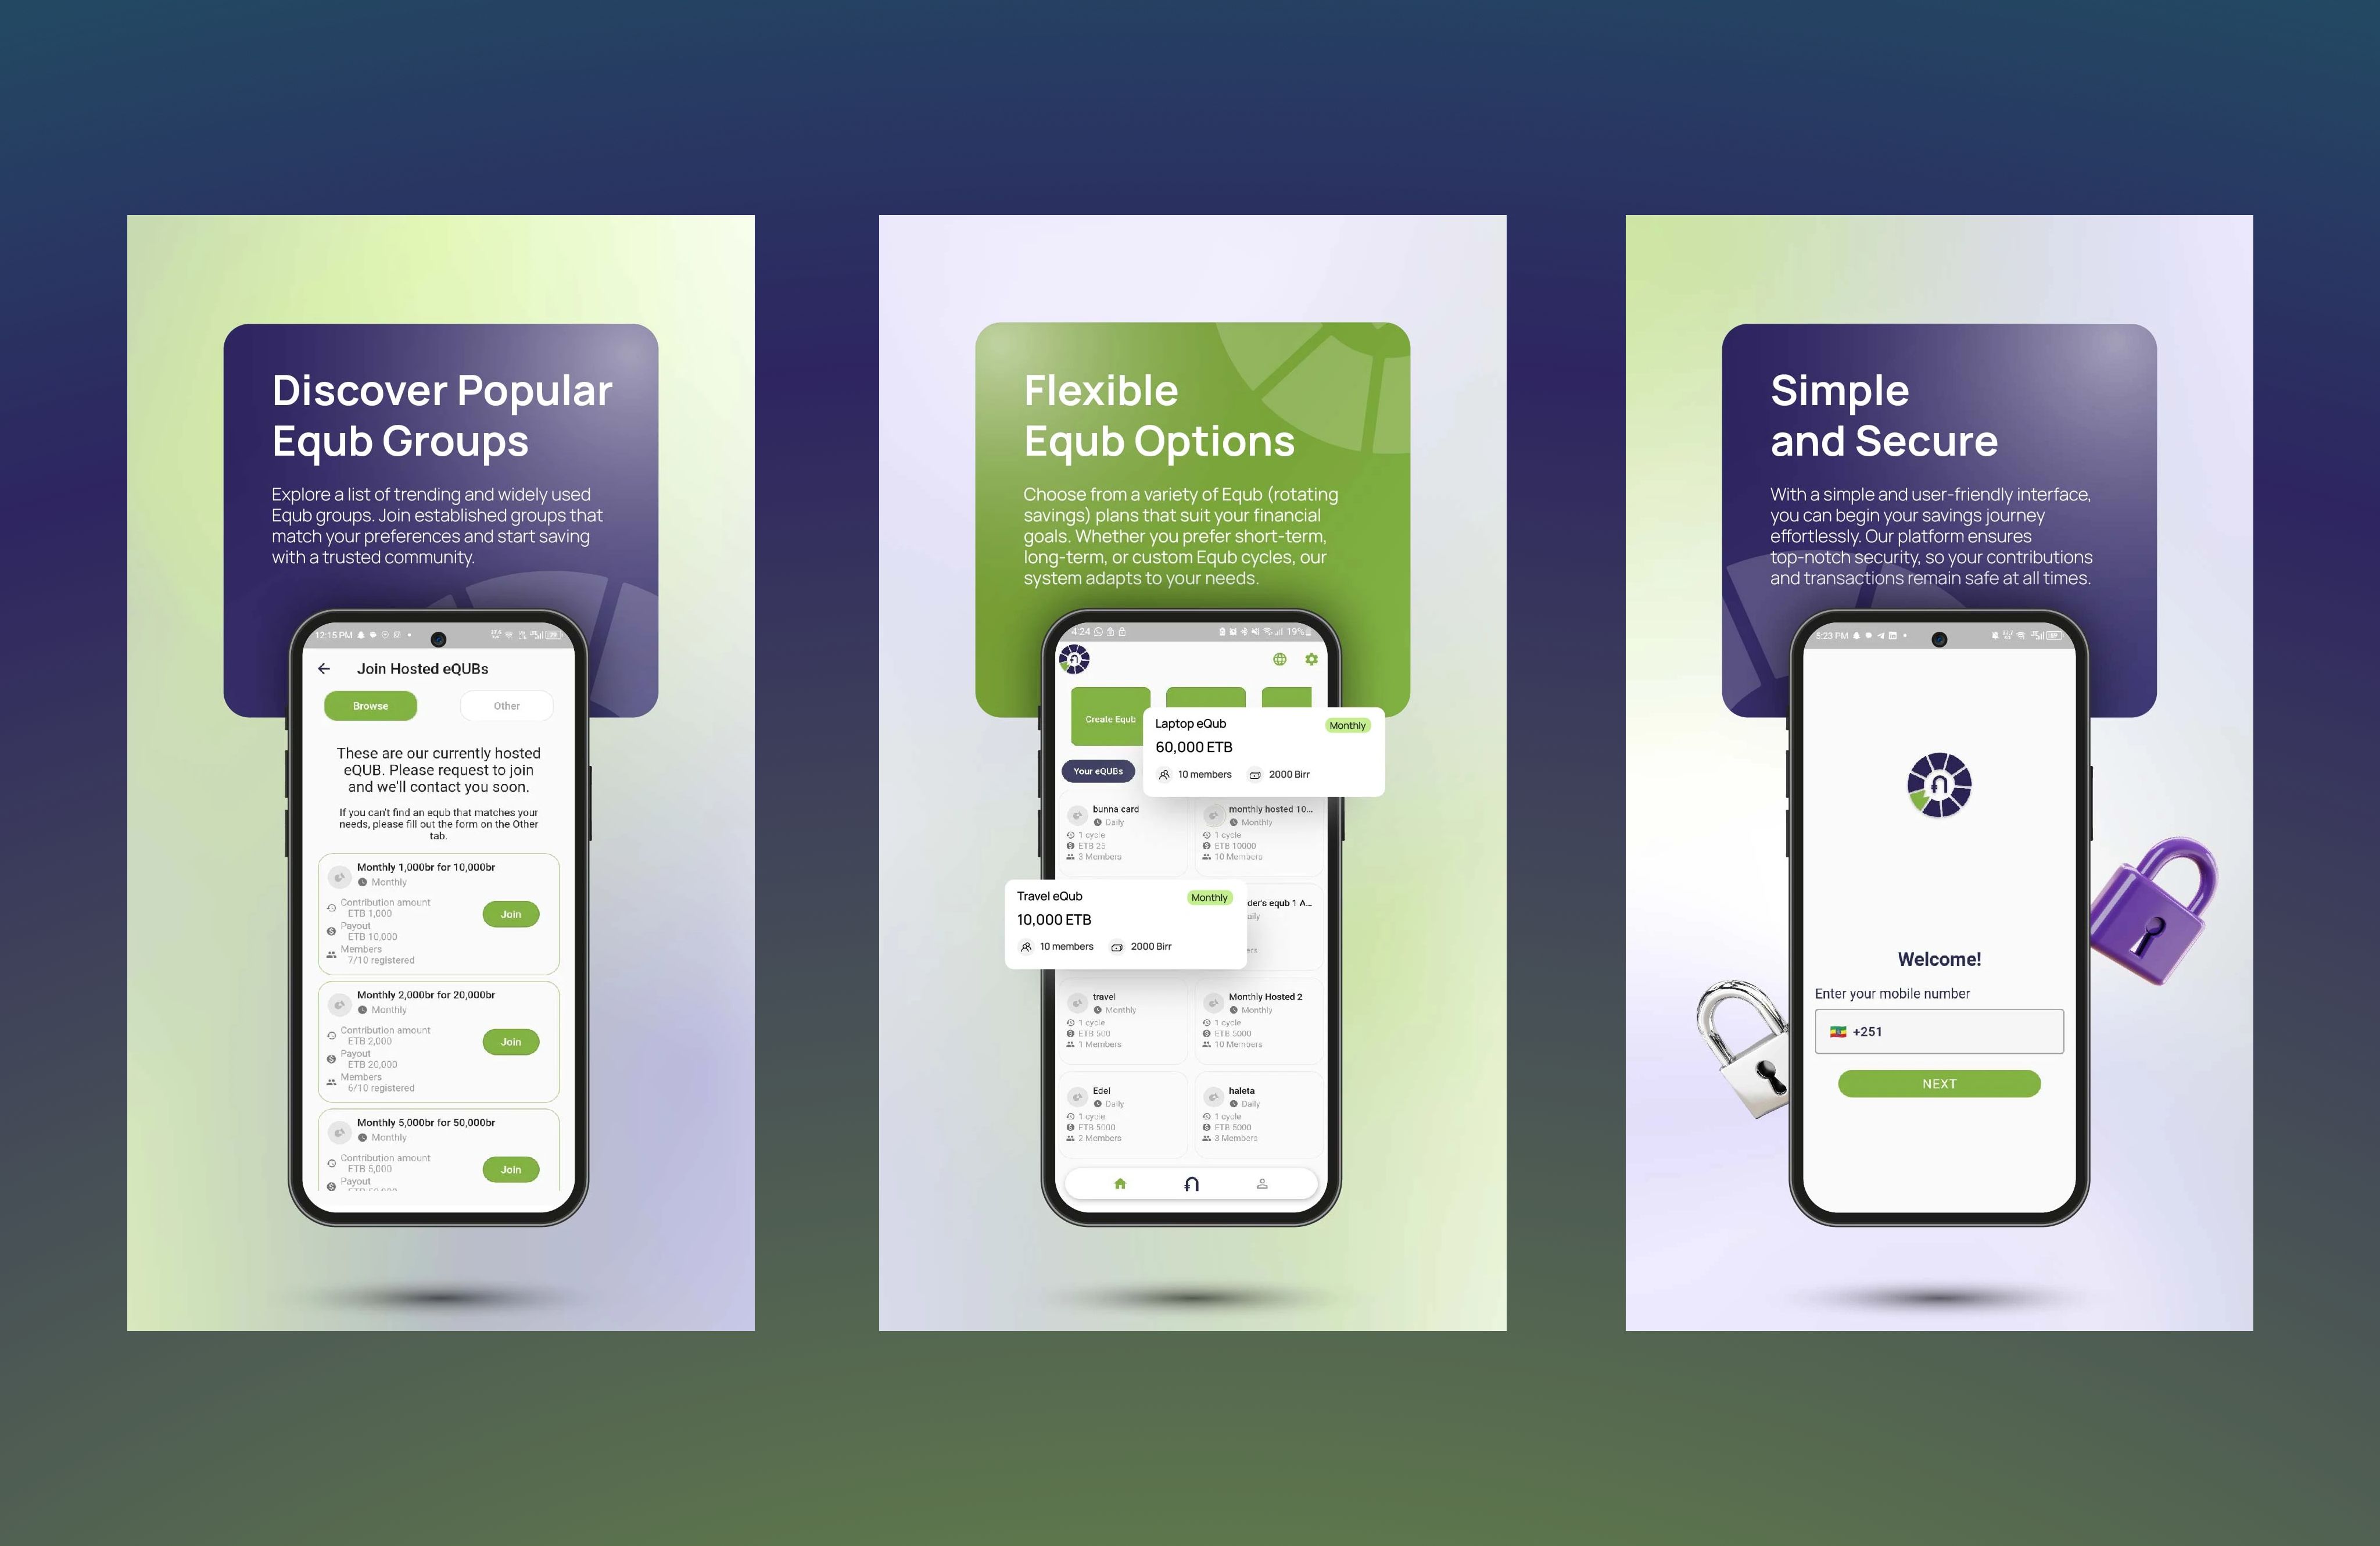 Discover Popular
Equb Groups
Explore a list of trending and widely used
Equb groups. Join established groups that
match your preferences and start saving
with a trusted community.
12:15 PM
Join Hosted eQUBs
Browse
Other
These are our currently hosted
eQUB. Please request to join
and we'll contact you soon.
If you can't find an equb that matches your
needs, please fill out the form on the Other
tab.
Monthly 1,000br for 10,000br
Monthly
Contribution amount
ETB 1,000
Payout
ETB 10,000
Members
7/10 registered
Join
Monthly 2,000br for 20,000br
Monthly
Contribution amount
ETB 2,000
Payout
ETB 20,000
Members
6/10 registered
Join
Monthly 5,000br for 50,000br
Monthly
Contribution amount
ETB 5,000
Payout
Join
Flexible
Equb Options
Choose from a variety of Equb (rotating
savings) plans that suit your financial
goals. Whether you prefer short-term,
long-term, or custom Equb cycles, our
system adapts to your needs.
4:24
19%
Create Equb
Laptop eQub
Monthly
60,000 ETB
10 members
2000 Birr
Your eQUBs
bunna card
Daily
1 cycle
ETB 25
3 Members
monthly hosted 10...
Monthly
1 cycle
ETB 10000
10 Members
Travel eQub
Monthly
10,000 ETB
10 members
2000 Birr
der's equb 1 A...
travel
Monthly
1 cycle
ETB 500
1 Members
Monthly Hosted 2
Monthly
1 cycle
ETB 5000
10 Members
Edel
Daily
1 cycle
ETB 5000
2 Members
haleta
Daily
1 cycle
ETB 5000
3 Members
Simple
and Secure
With a simple and user-friendly interface,
you can begin your savings journey
effortlessly. Our platform ensures
top-notch security, so your contributions
and transactions remain safe at all times.
5:23 PM
Welcome!
Enter your mobile number
+251
NEXT